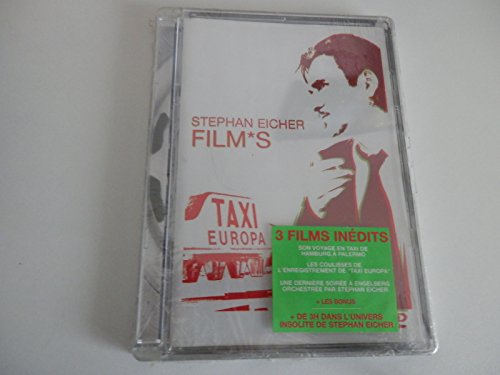 STEPHAN EICHER
FILM*S
TAXI
EUROPA
3 FILMS INÉDITS
SON VOYAGE EN TAXI DE
HAMBURG A PALERMO
LES COULISSES DE
L'ENREGISTREMENT DE "TAXI EUROPA"
UNE DERNIERE SOIRÉE A ENGELBERG
ORCHESTRÉE PAR STEPHAN EICHER
+ LES BONUS
+ DE 3H DANS L'UNIVERS
INSOLITE DE STEPHAN EICHER